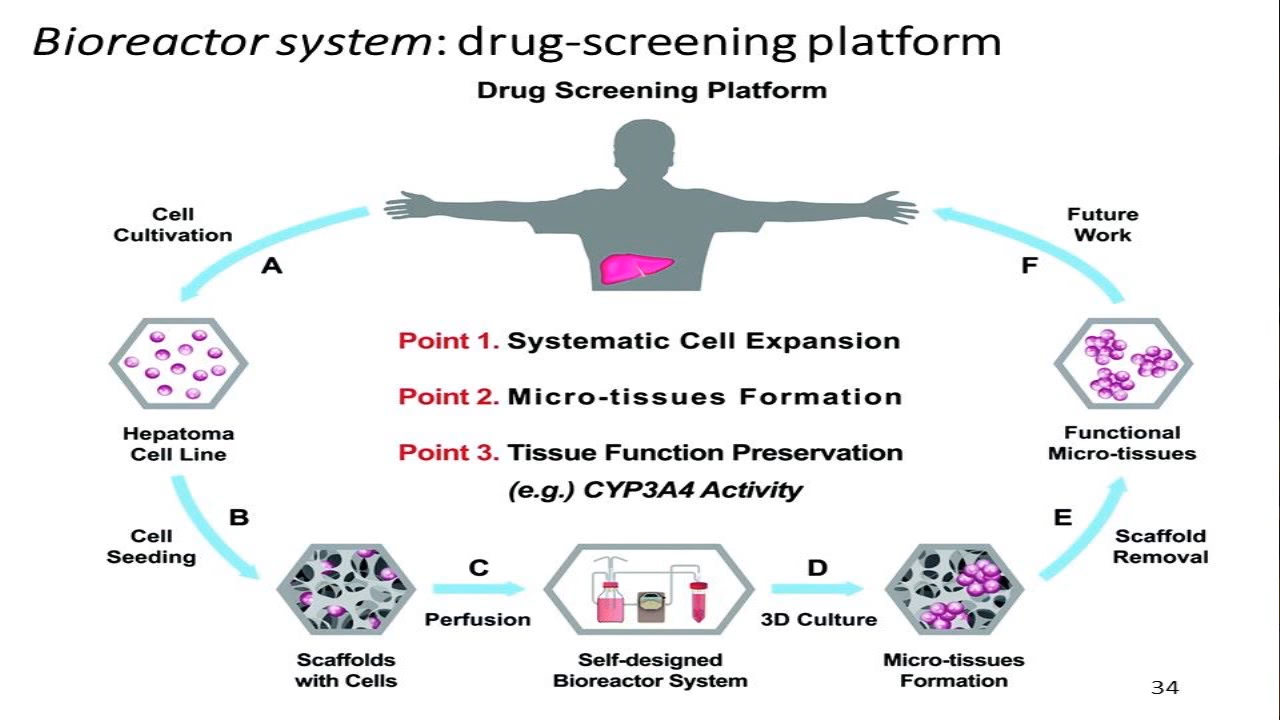 Bioreactor system: drug-screening platform
Drug Screening Platform
Cell
Cultivation
A
Hepatoma
Cell Line
B
Cell
Seeding
Scaffolds
with Cells
C
Perfusion
Self-designed
Bioreactor System
D
3D Culture
Micro-tissues
Formation
E
Scaffold
Removal
Functional
Micro-tissues
F
Future
Work
Point 1. Systematic Cell Expansion
Point 2. Micro-tissues Formation
Point 3. Tissue Function Preservation
(e.g.) CYP3A4 Activity
34